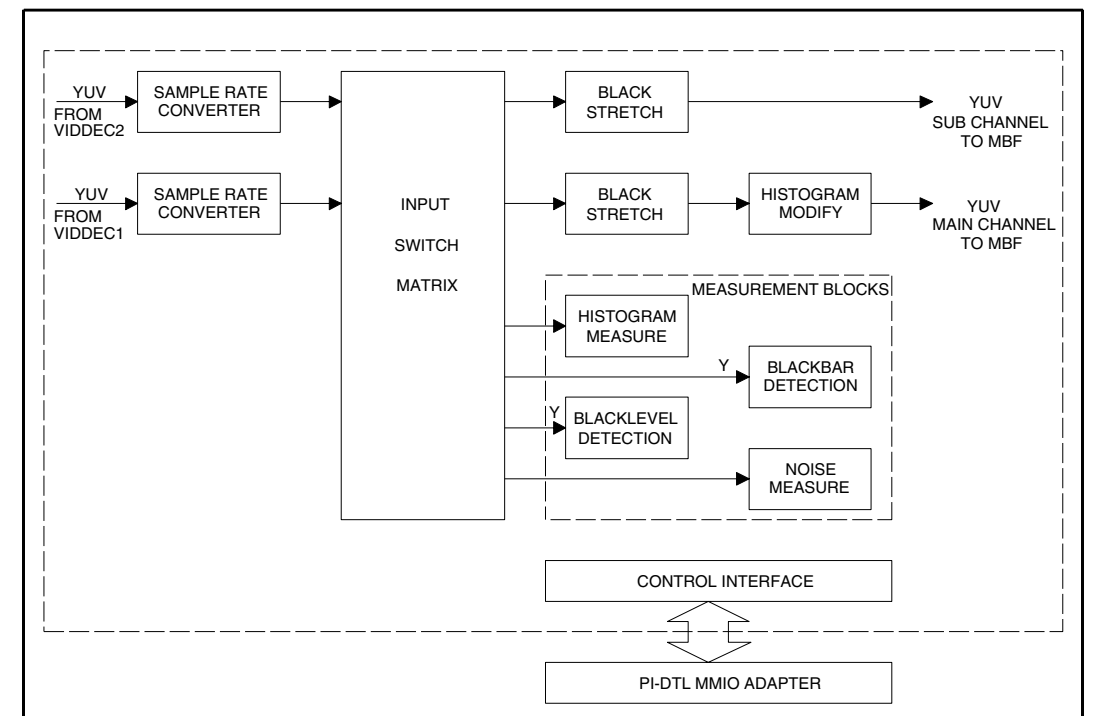 YUV
FROM
VIDDEC2
SAMPLE RATE
CONVERTER
BLACK
STRETCH
YUV
SUB CHANNEL
TO MBF
YUV
FROM
VIDDEC1
SAMPLE RATE
CONVERTER
INPUT
SWITCH
MATRIX
BLACK
STRETCH
HISTOGRAM
MODIFY
YUV
MAIN CHANNEL
TO MBF
MEASUREMENT BLOCKS
HISTOGRAM
MEASURE
Y
BLACKBAR
DETECTION
Y
BLACKLEVEL
DETECTION
NOISE
MEASURE
CONTROL INTERFACE
PI-DTL MMIO ADAPTER